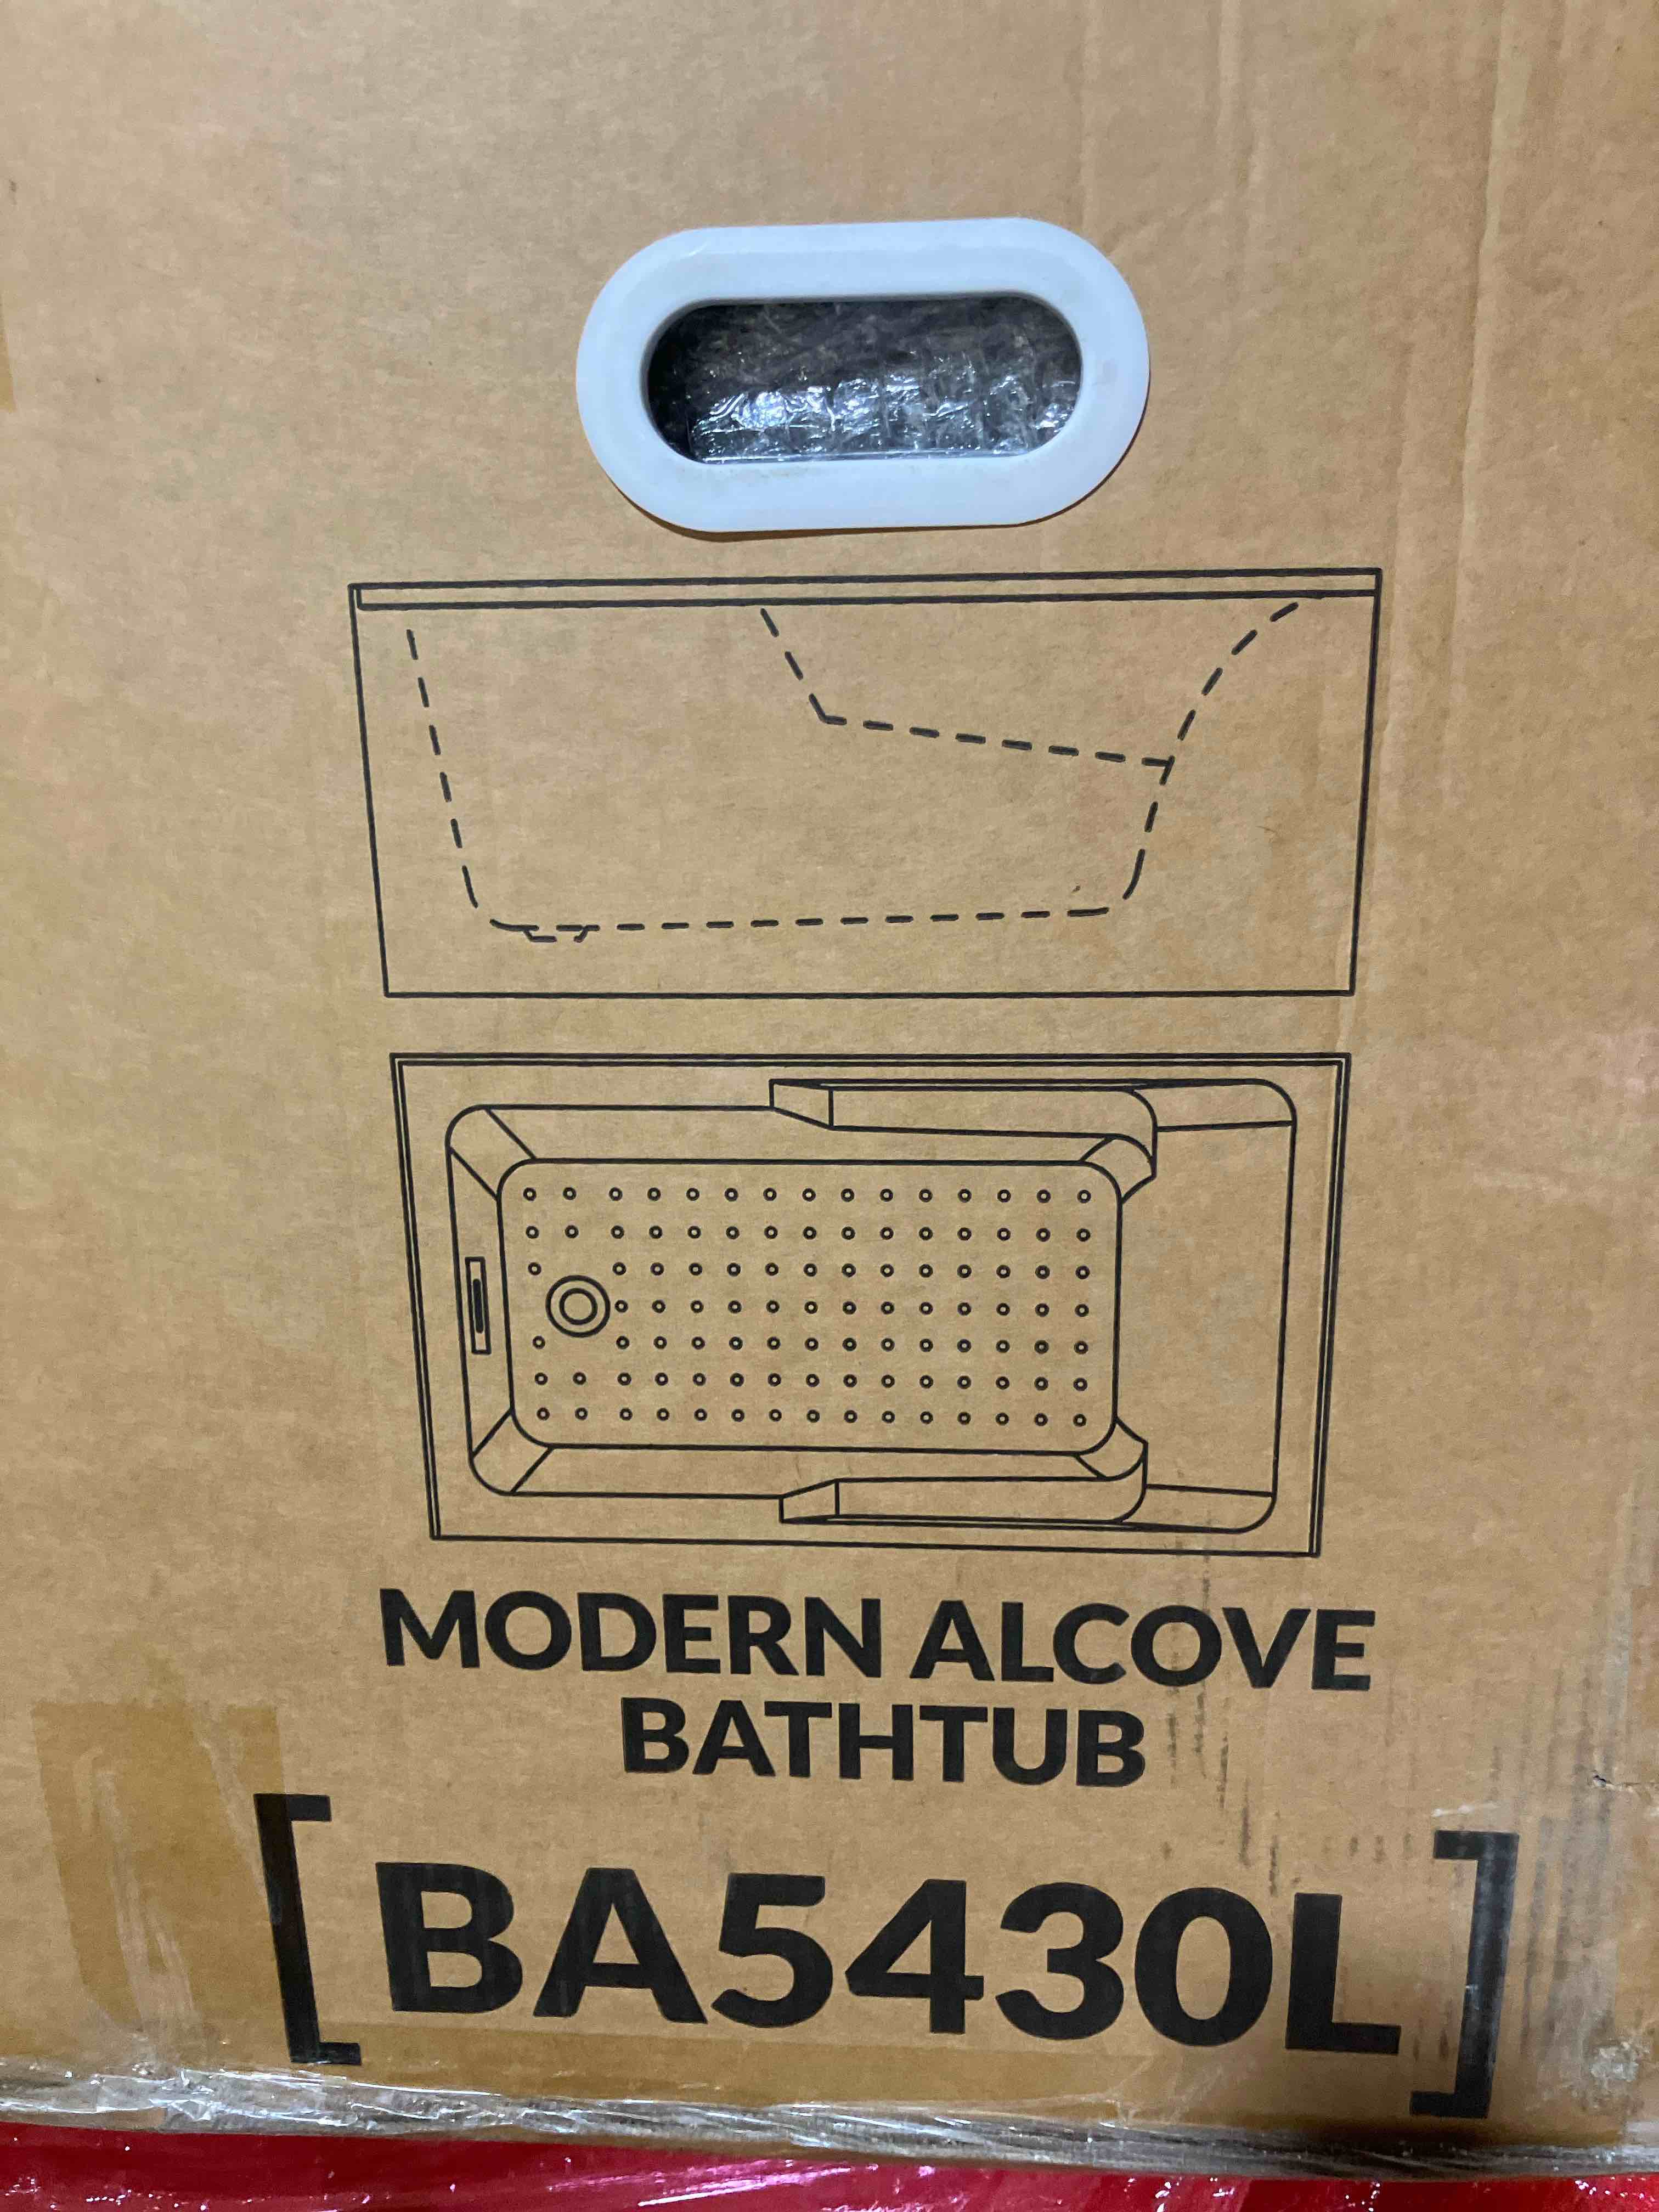 MODERN ALCOVE
BATHTUB
[BA5430L]